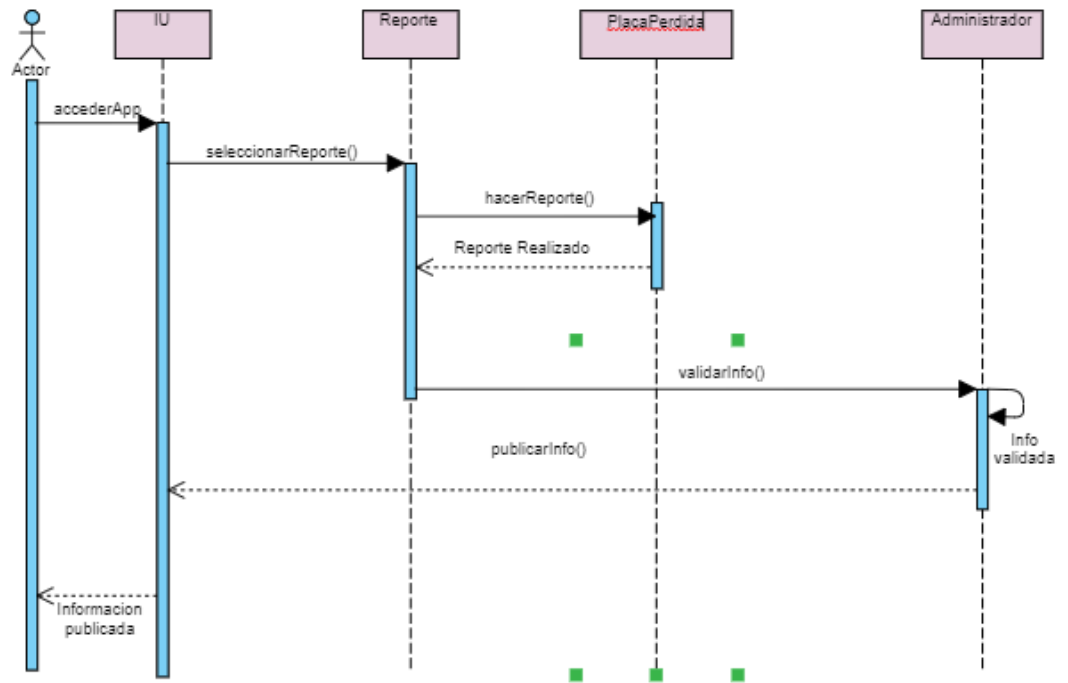 IU
Reporte
PlacaPerdida
Administrador
Actor
accederApp
seleccionarReporte()
hacerReporte()
Reporte Realizado
validarInfo()
Info
validada
publicarInfo()
Informacion
publicada